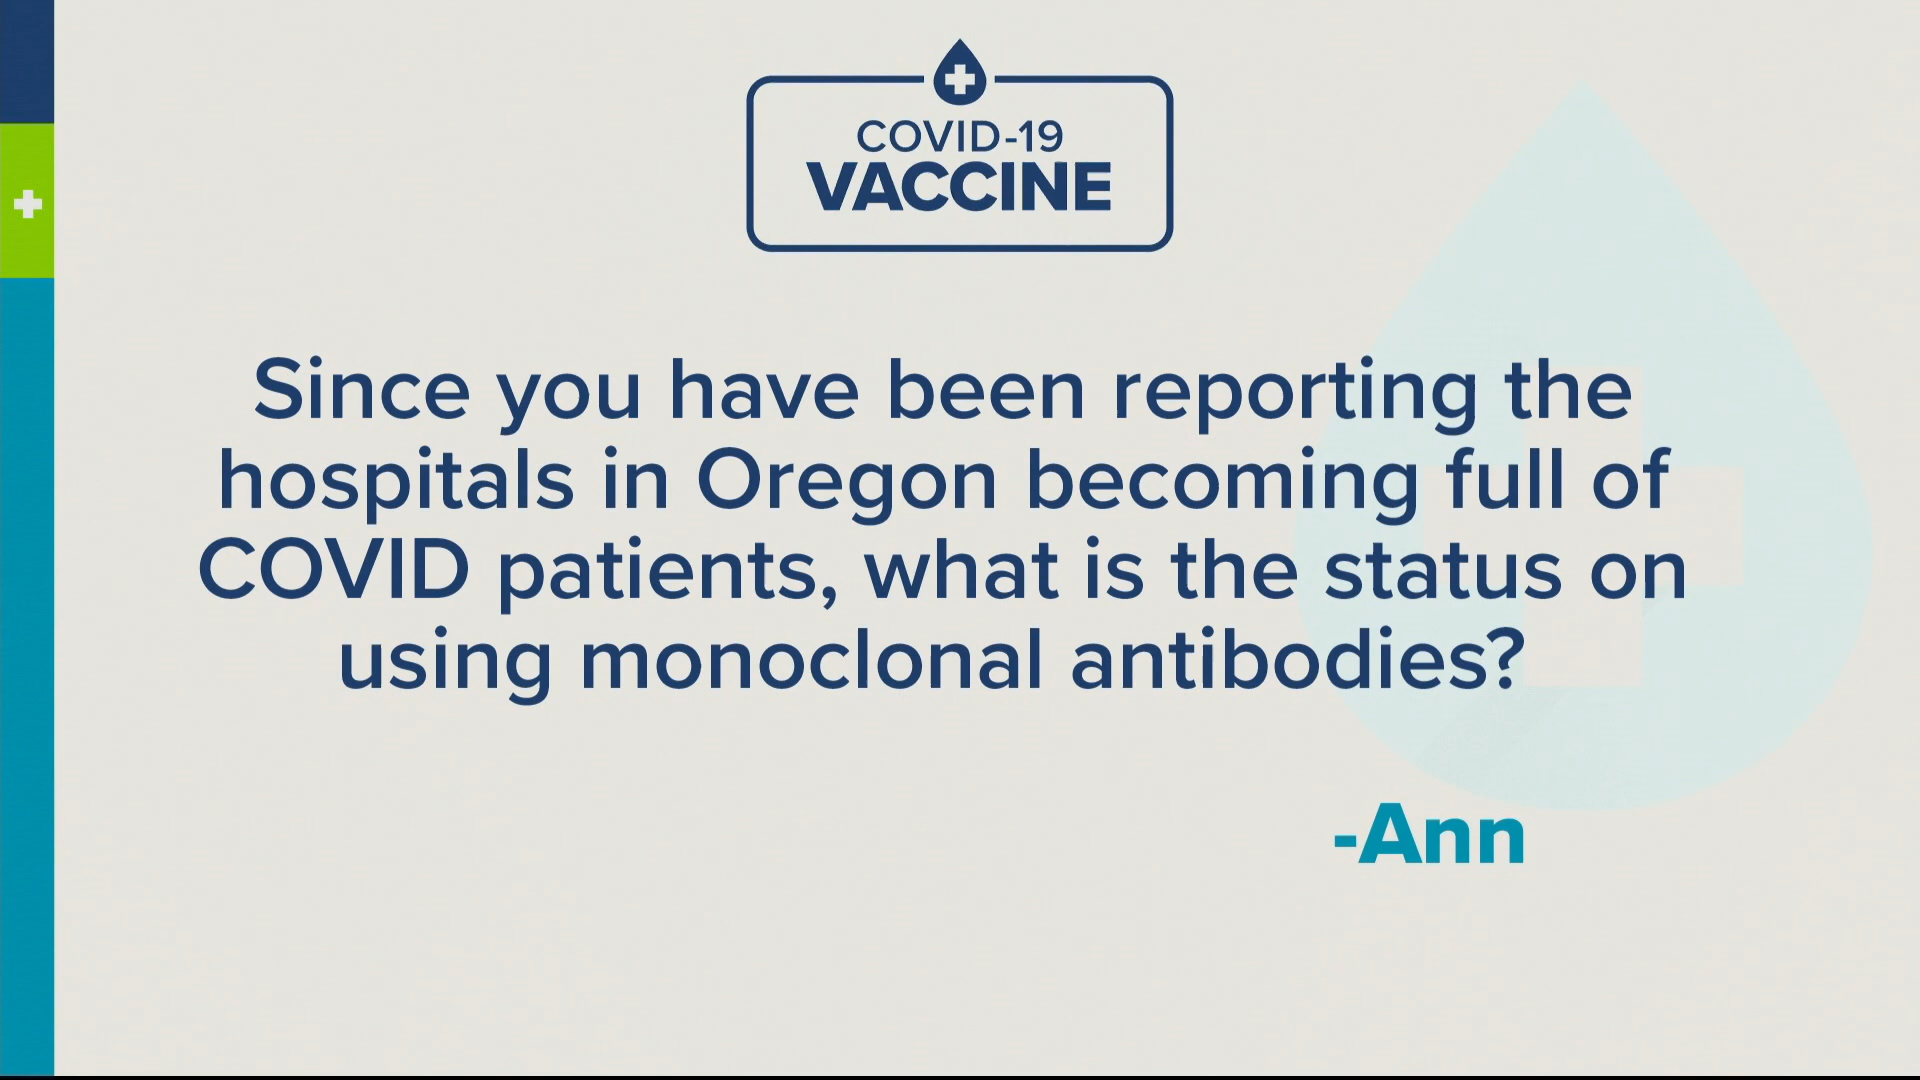 COVID-19
VACCINE
Since you have been reporting the
hospitals in Oregon becoming full of
COVID patients, what is the status on
using monoclonal antibodies?
-Ann